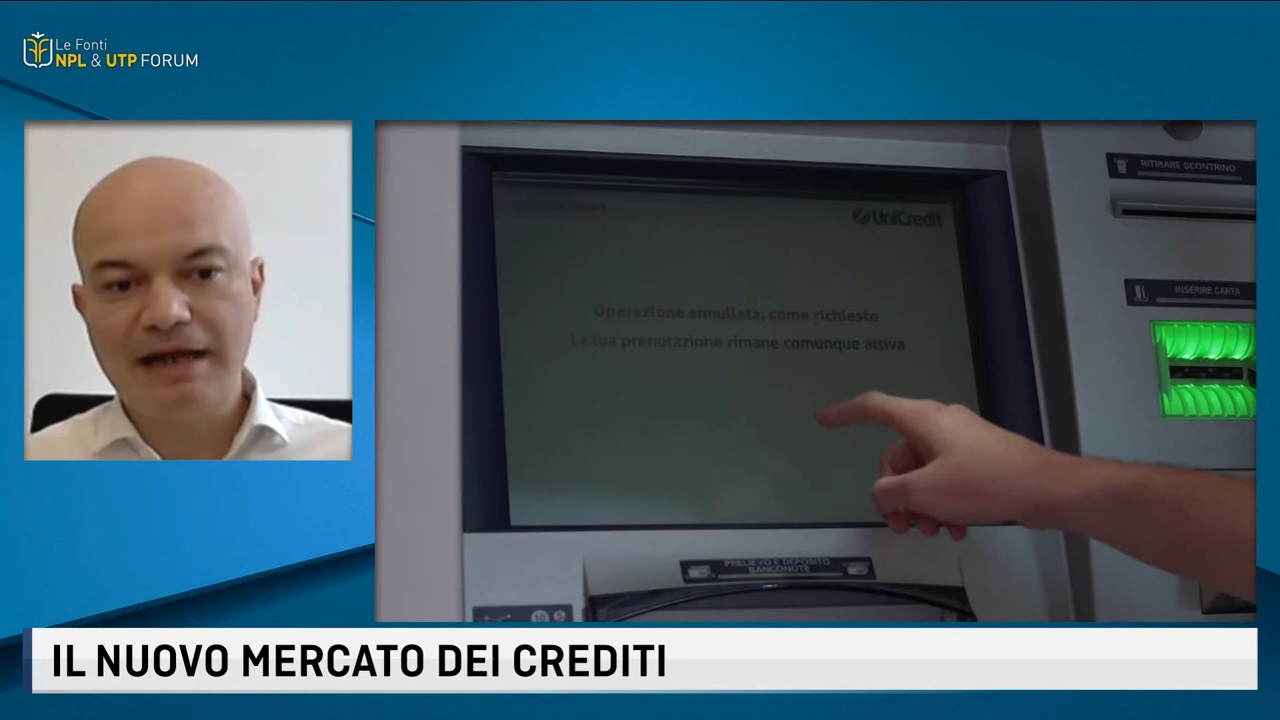 Le Fonti
NPL & UTP FORUM
RITIRARE SCONTRINO
UniCredit
INSERIRE CARTA
Operazione annullata, come richiesto
La tua prenotazione rimane comunque attiva
PRELIEVO E DEPOSITO
BANCONOTE
IL NUOVO MERCATO DEI CREDITI